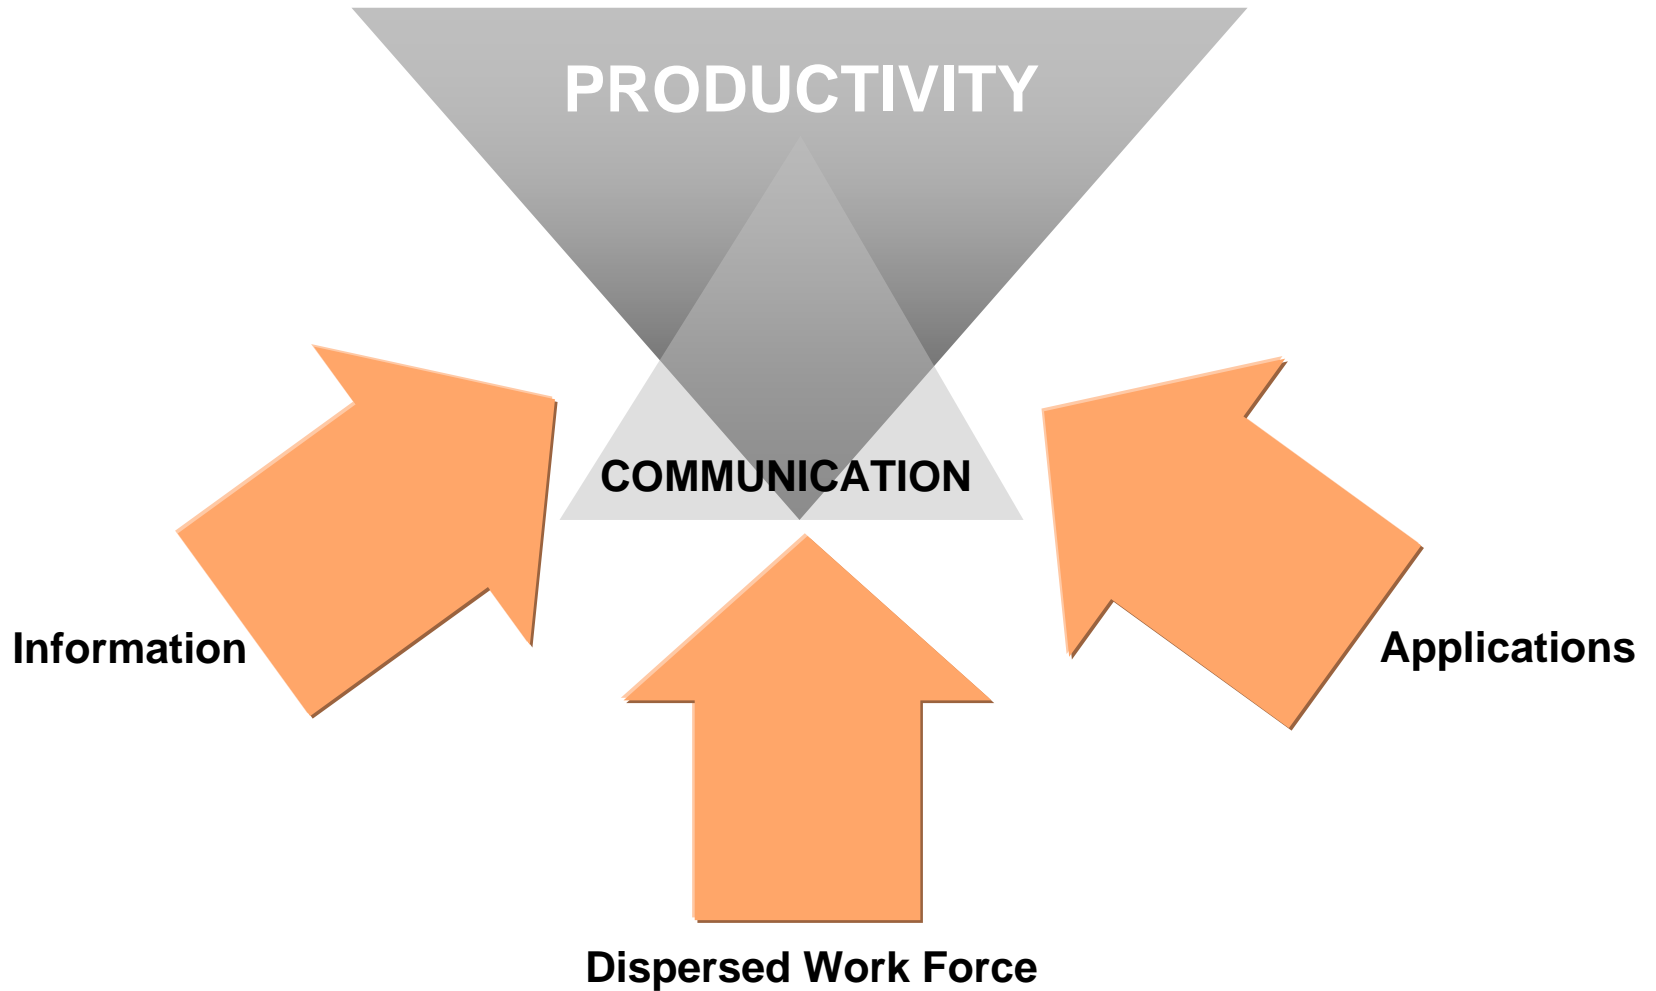 PRODUCTIVITY
COMMUNICATION
Information
Applications
Dispersed Work Force